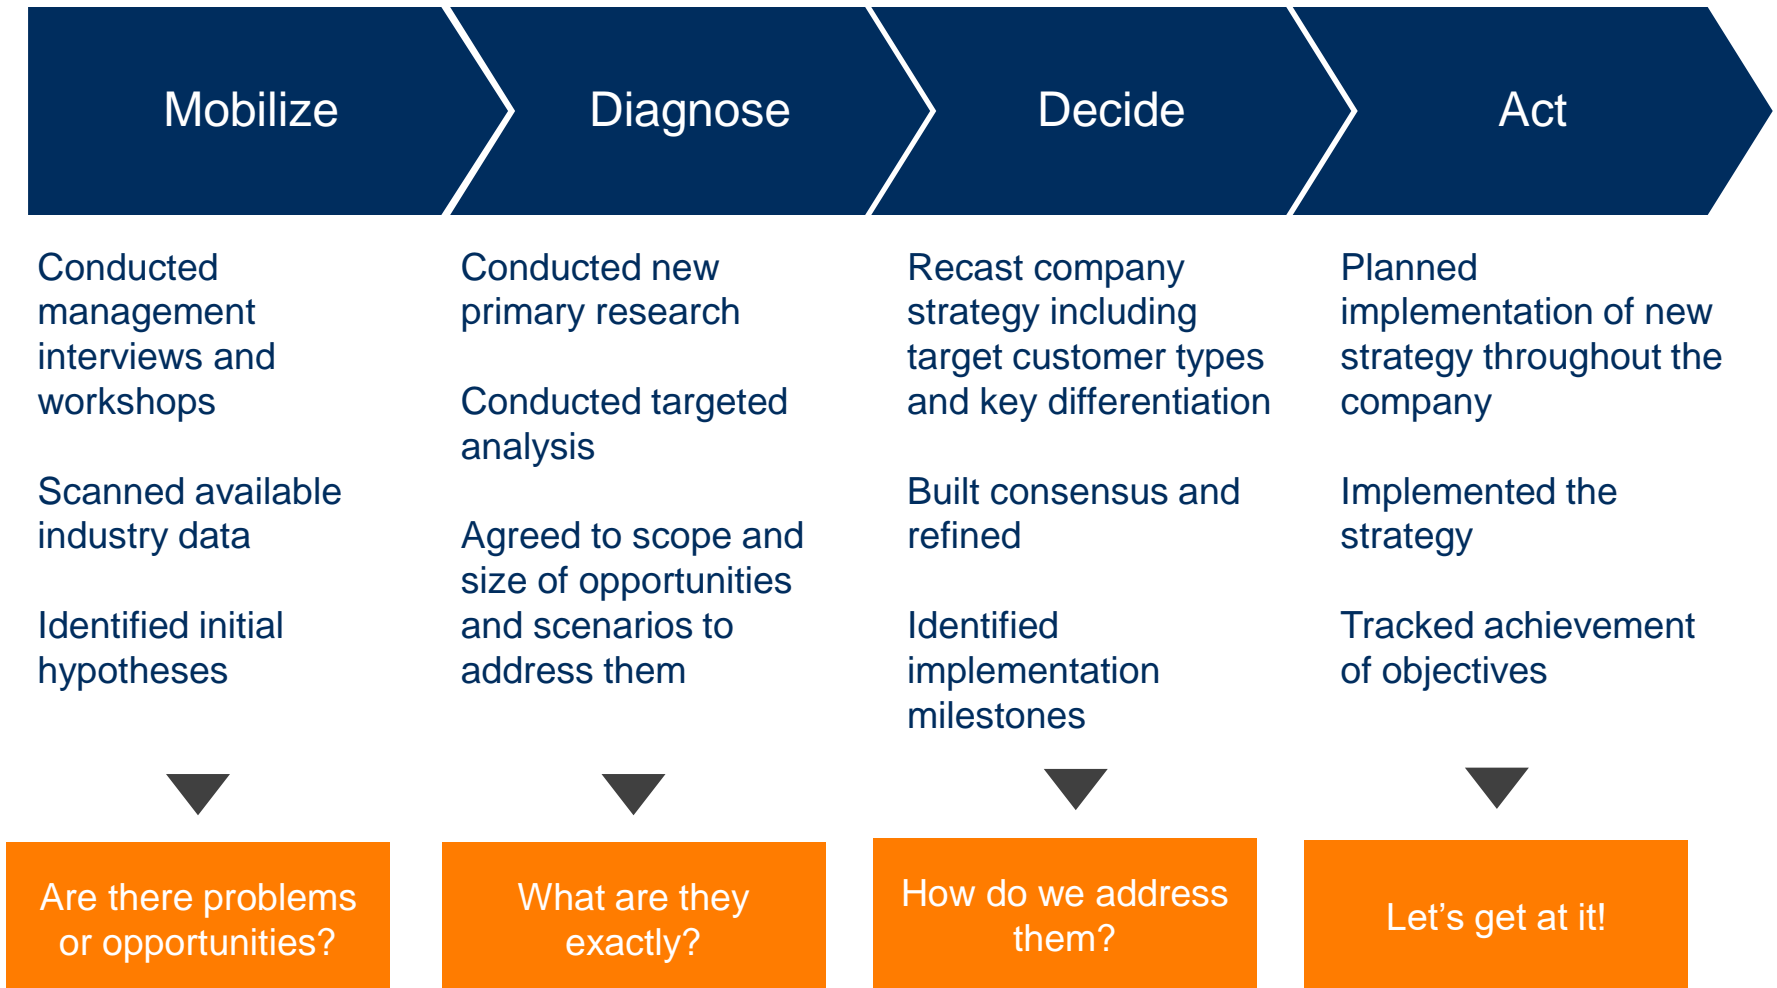 Mobilize
Diagnose
Decide
Act
Conducted
management
interviews and
workshops
Scanned available
industry data
Identified initial
hypotheses
Conducted new
primary research
Conducted targeted
analysis
Agreed to scope and
size of opportunities
and scenarios to
address them
Recast company
strategy including
target customer types
and key differentiation
Built consensus and
refined
Identified
implementation
milestones
Planned
implementation of new
strategy throughout the
company
Implemented the
strategy
Tracked achievement
of objectives
Are there problems
or opportunities?
What are they
exactly?
How do we address
them?
Let’s get at it!